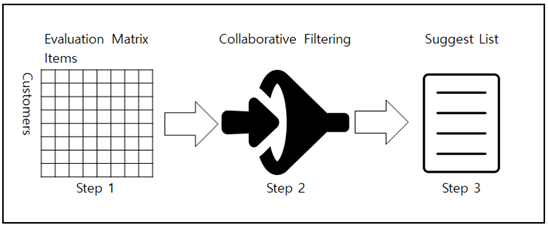 Evaluation Matrix
Items
Customers
Step 1
Collaborative Filtering
Step 2
Suggest List
Step 3